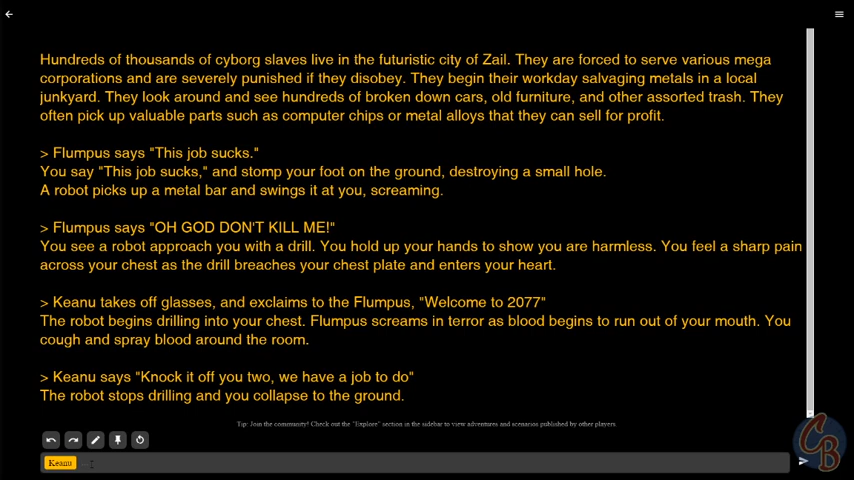 Hundreds of thousands of cyborg slaves live in the futuristic city of Zail. They are forced to serve various mega
corporations and are severely punished if they disobey. They begin their workday salvaging metals in a local
junkyard. They look around and see hundreds of broken down cars, old furniture, and other assorted trash. They
often pick up valuable parts such as computer chips or metal alloys that they can sell for profit.
> Flumpus says "This job sucks."
You say "This job sucks," and stomp your foot on the ground, destroying a small hole.
A robot picks up a metal bar and swings it at you, screaming.
> Flumpus says "OH GOD DON'T KILL ME!"
You see a robot approach you with a drill. You hold up your hands to show you are harmless. You feel a sharp pain
across your chest as the drill breaches your chest plate and enters your heart.
> Keanu takes off glasses, and exclaims to the Flumpus, "Welcome to 2077"
The robot begins drilling into your chest. Flumpus screams in terror as blood begins to run out of your mouth. You
cough and spray blood around the room.
> Keanu says "Knock it off you two, we have a job to do"
The robot stops drilling and you collapse to the ground.
Tip: Join the community! Check out the "Explore" section in the sidebar to view adventures and scenarios published by other players.
Keanu
CB